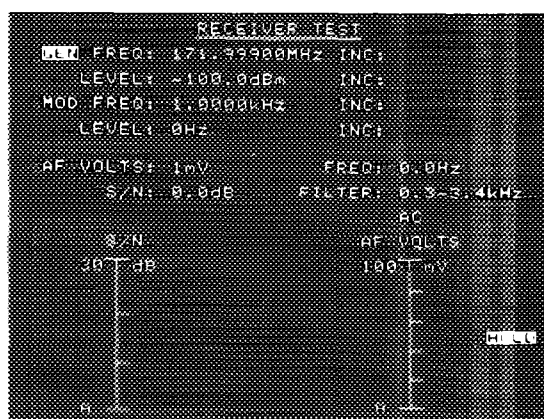 RECEIVER TEST
GEN FREQ: 171.99900MHz INC:
LEVEL: -100.0dBm INC:
MOD FREQ: 1.0000kHz INC:
LEVEL: 0Hz INC:
AF VOLTS: 1mV FREQ: 0.0Hz
S/N: 0.0dB FILTER: 0.3-3.4kHz
AC
S/N AF VOLTS
30 dB 100 mV
HOLD